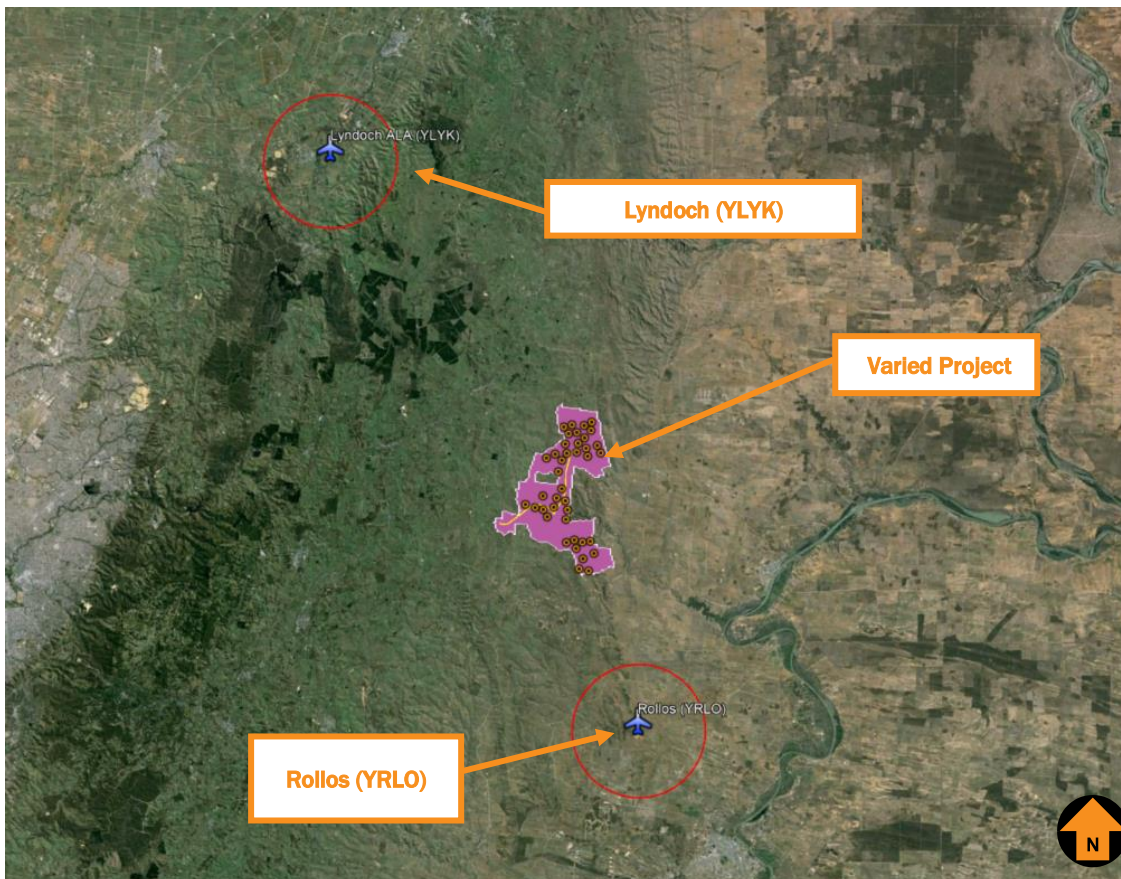 Lyndoch ALA (YLYK)
Lyndoch (YLYK)
Varied Project
Rollos (YRLO)
Rollos (YRLO)
N